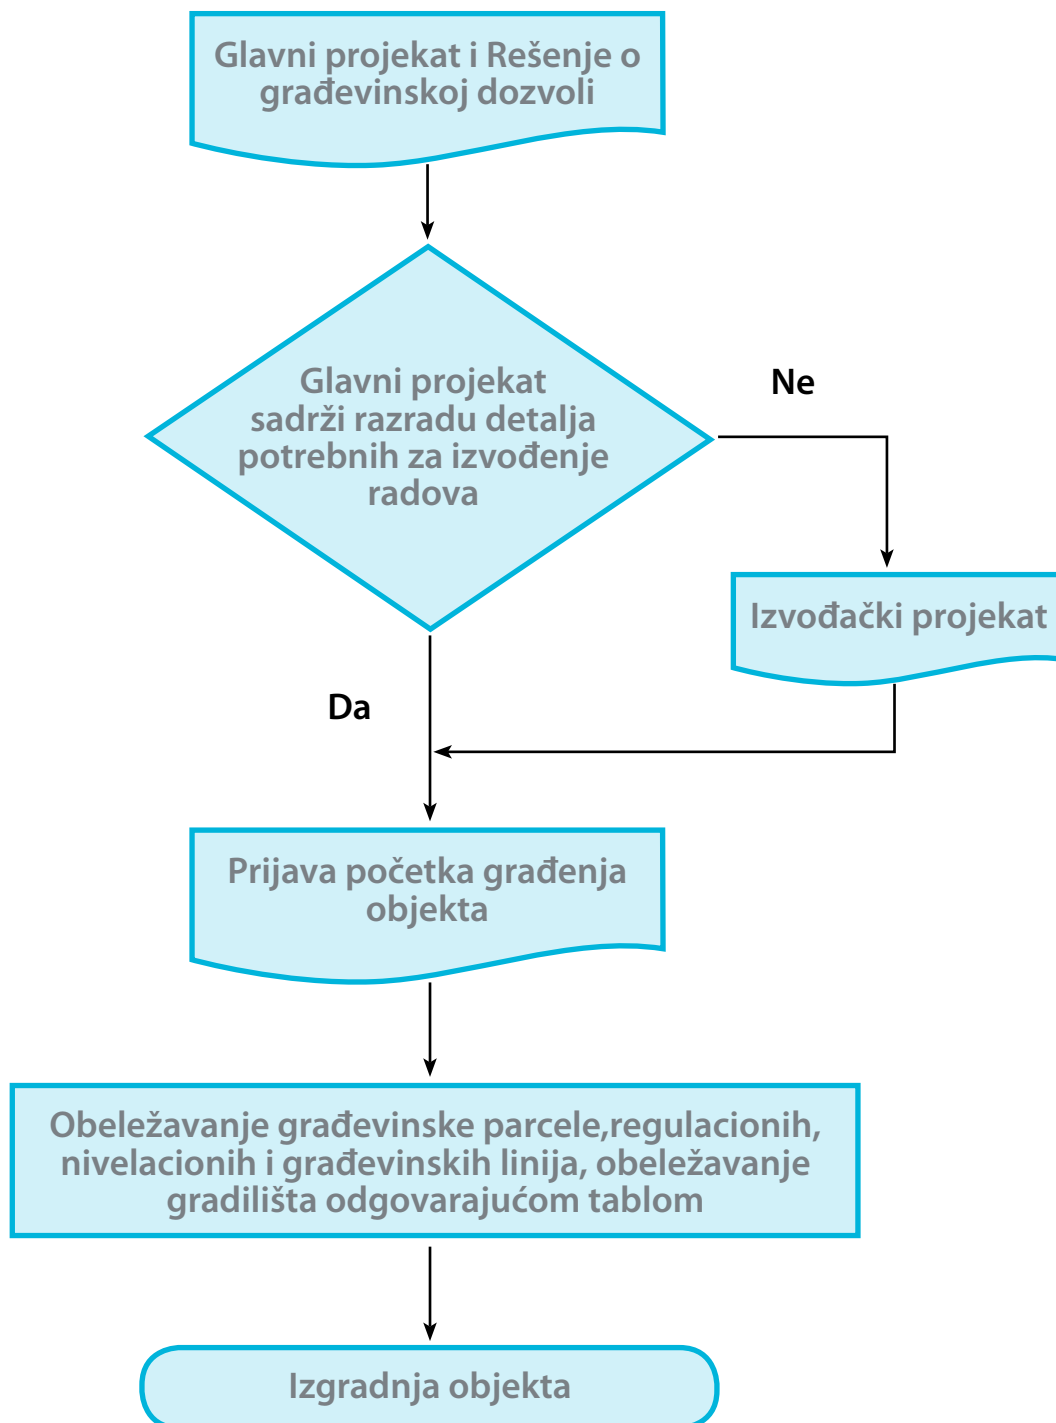 Glavni projekat i Rešenje o
građevinskoj dozvoli
Glavni projekat
sadrži razradu detalja
potrebnih za izvođenje
radova
Ne
Izvođački projekat
Da
Prijava početka građenja
objekta
Obeležavanje građevinske parcele,regulacionih,
nivelacionih i građevinskih linija, obeležavanje
gradilišta odgovarajućom tablom
Izgradnja objekta